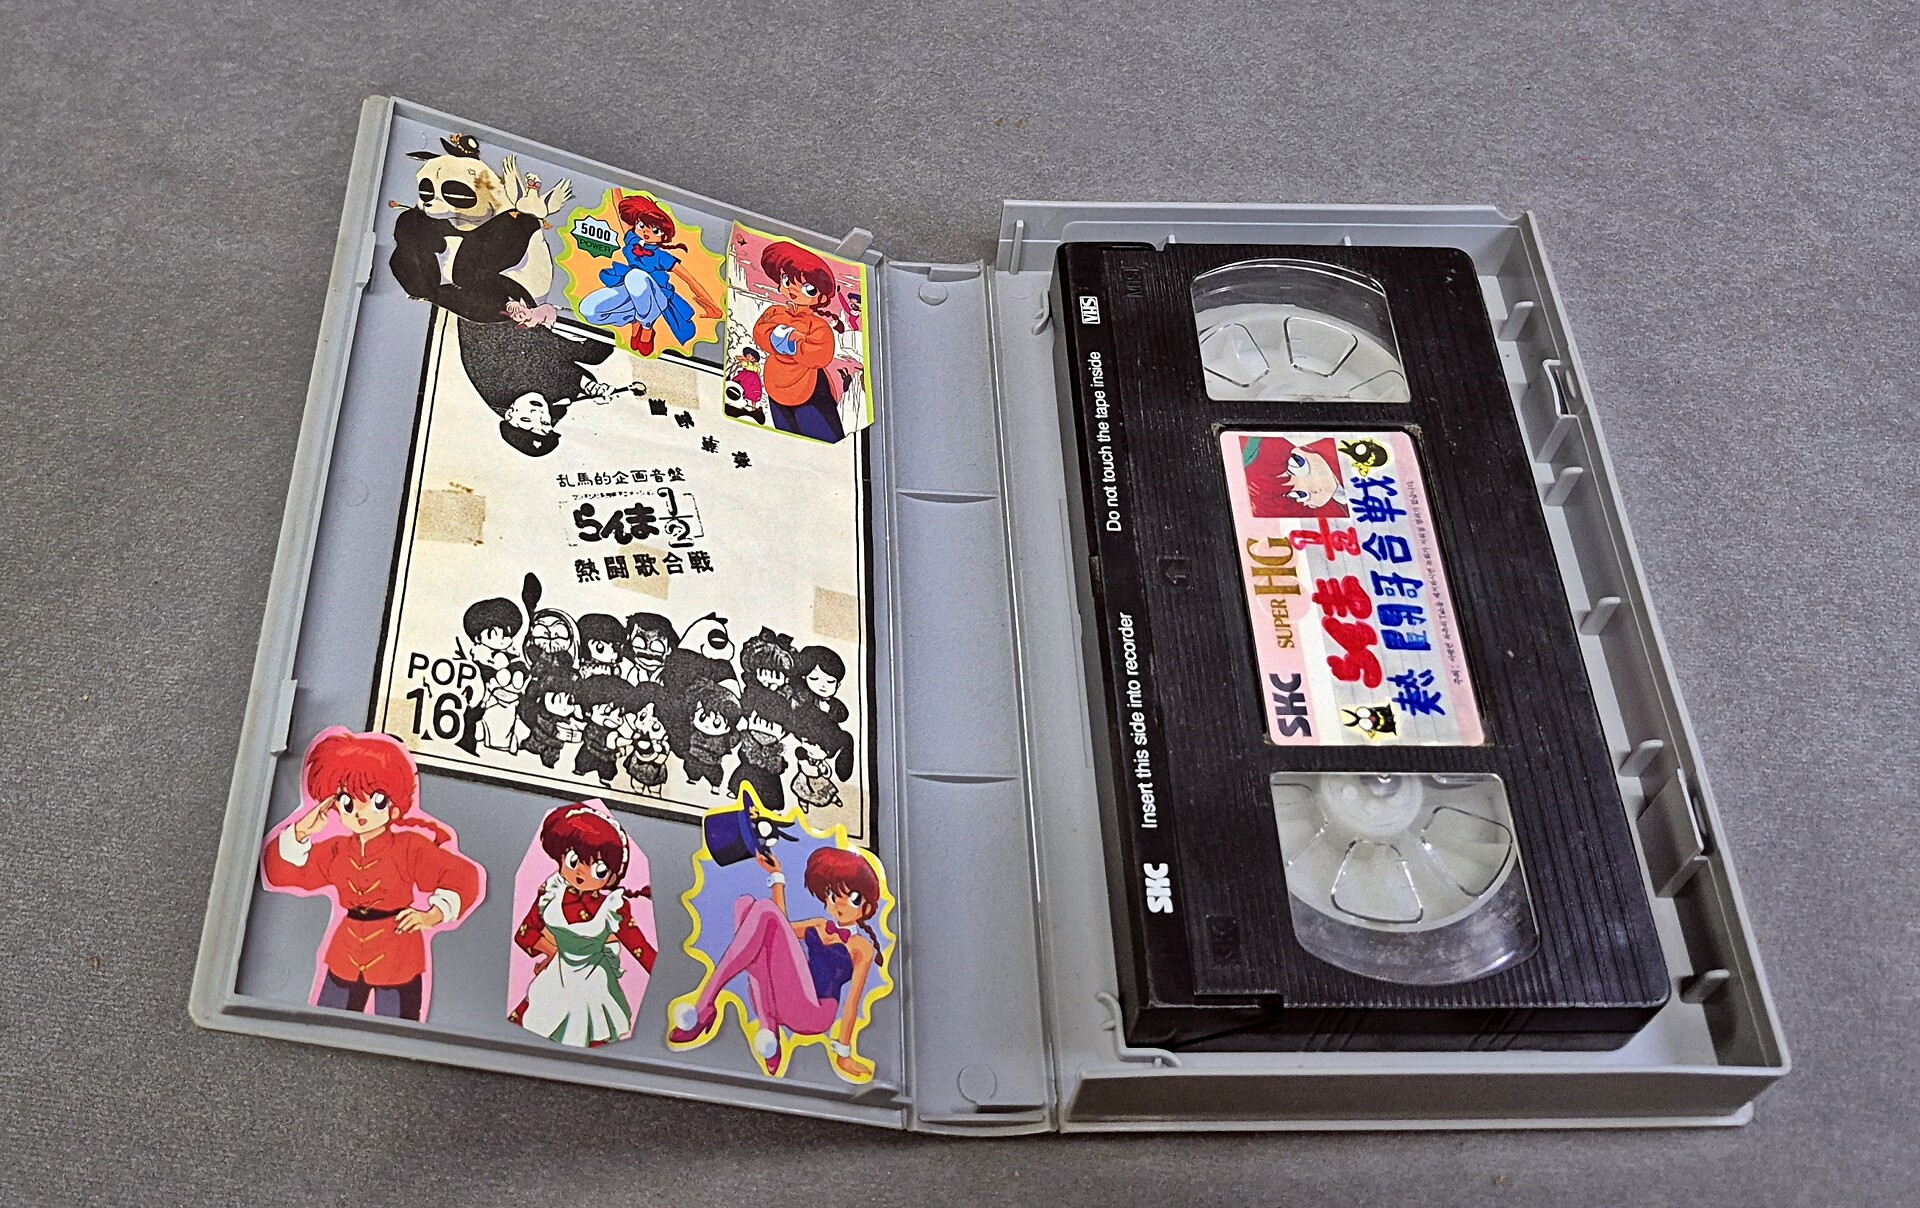 5000
POWER
乱馬的企画音盤
らんま½
熱闘歌合戦
POP
16
VHS
Do not touch the tape inside
Insert this side into recorder
SKC
SKC
SUPER HG
らんま½
熱闘哥合戦